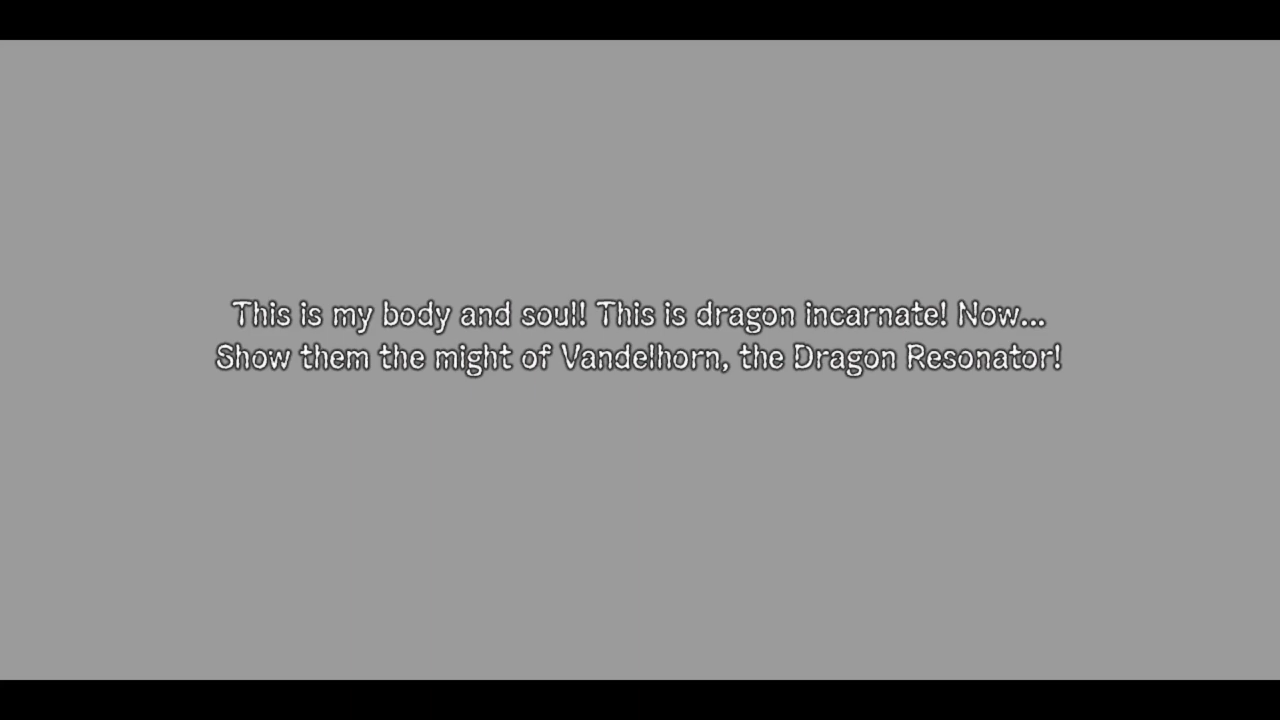 This is my body and soul! This is dragon incarnate! Now...
Show them the might of Vandelhorn, the Dragon Resonator!